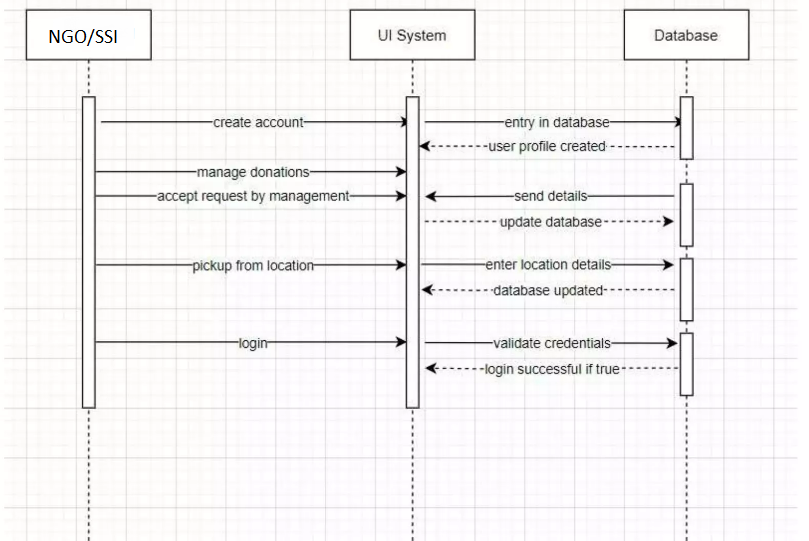 NGO/SSI
UI System
Database
create account
entry in database
user profile created
manage donations
accept request by management
send details
update database
pickup from location
enter location details
database updated
login
validate credentials
login successful if true